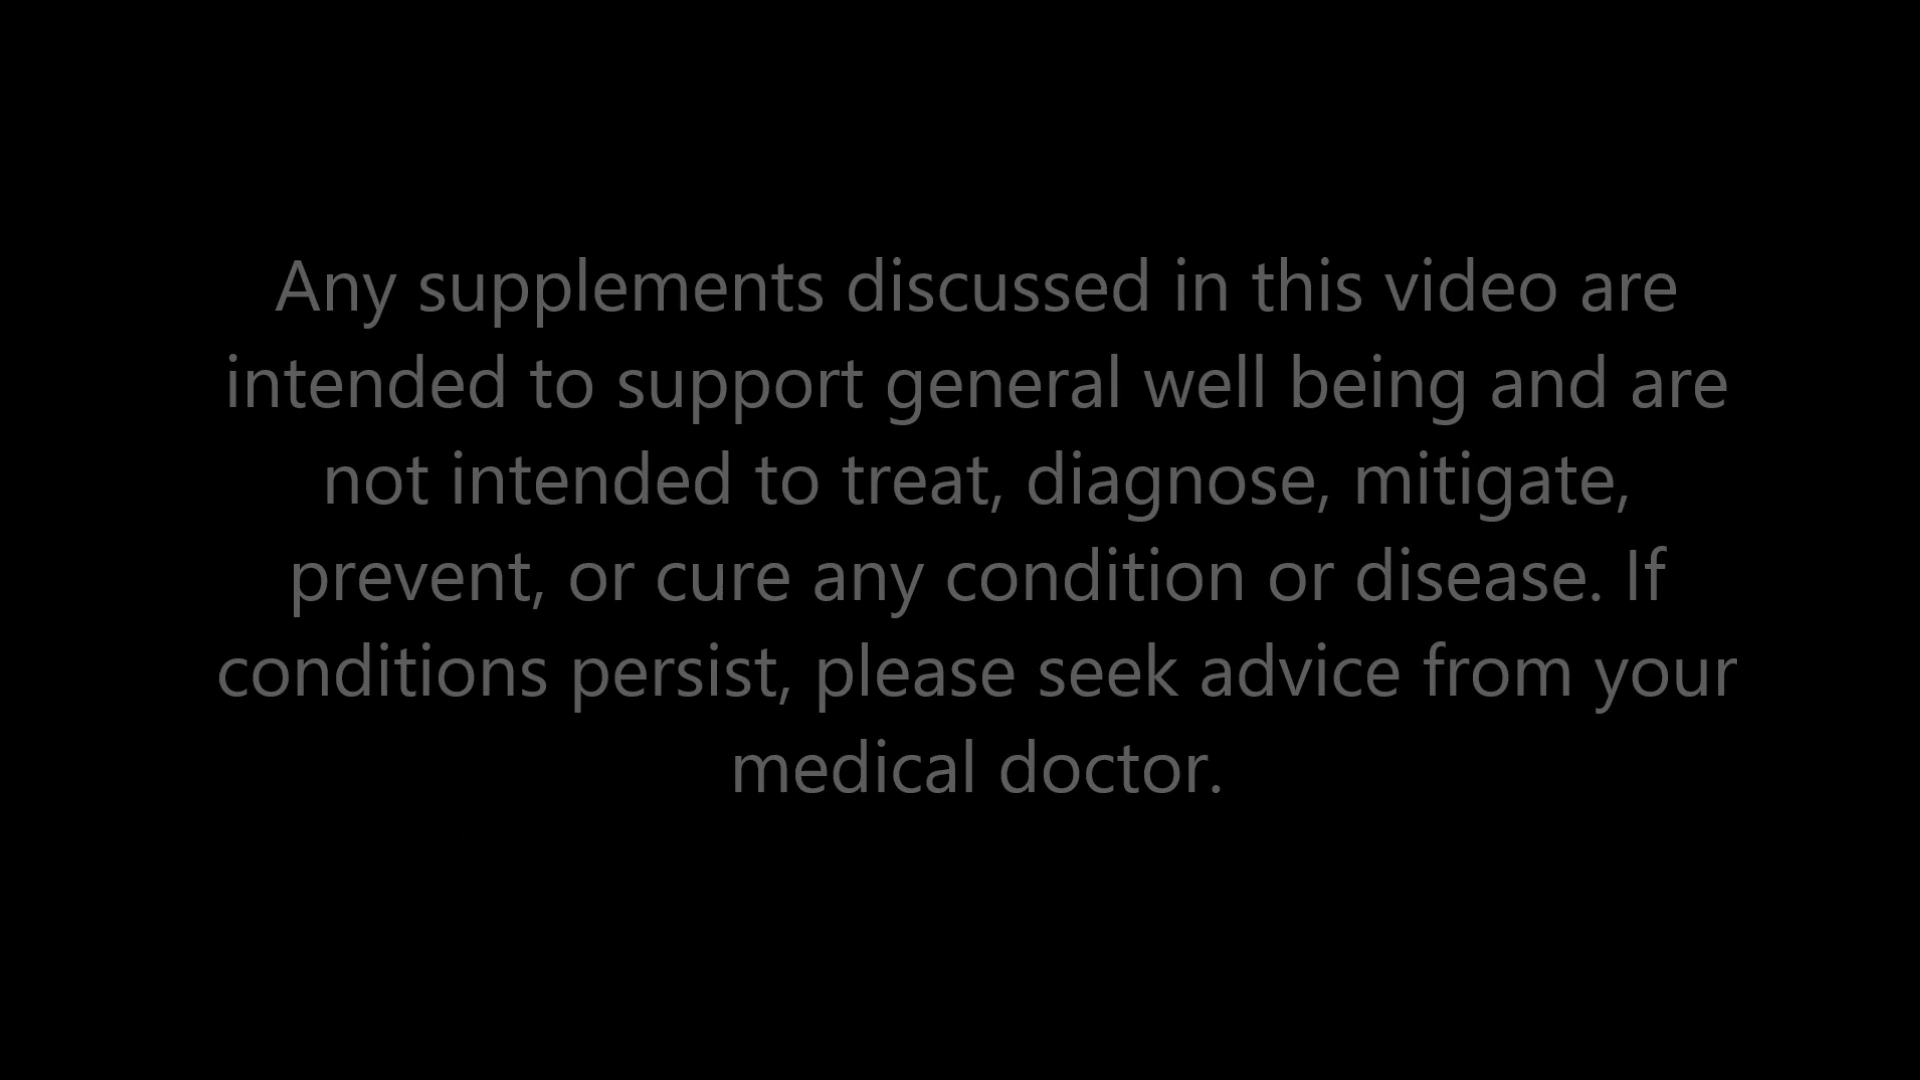 Any supplements discussed in this video are
intended to support general well being and are
not intended to treat, diagnose, mitigate,
prevent, or cure any condition or disease. If
conditions persist, please seek advice from your
medical doctor.